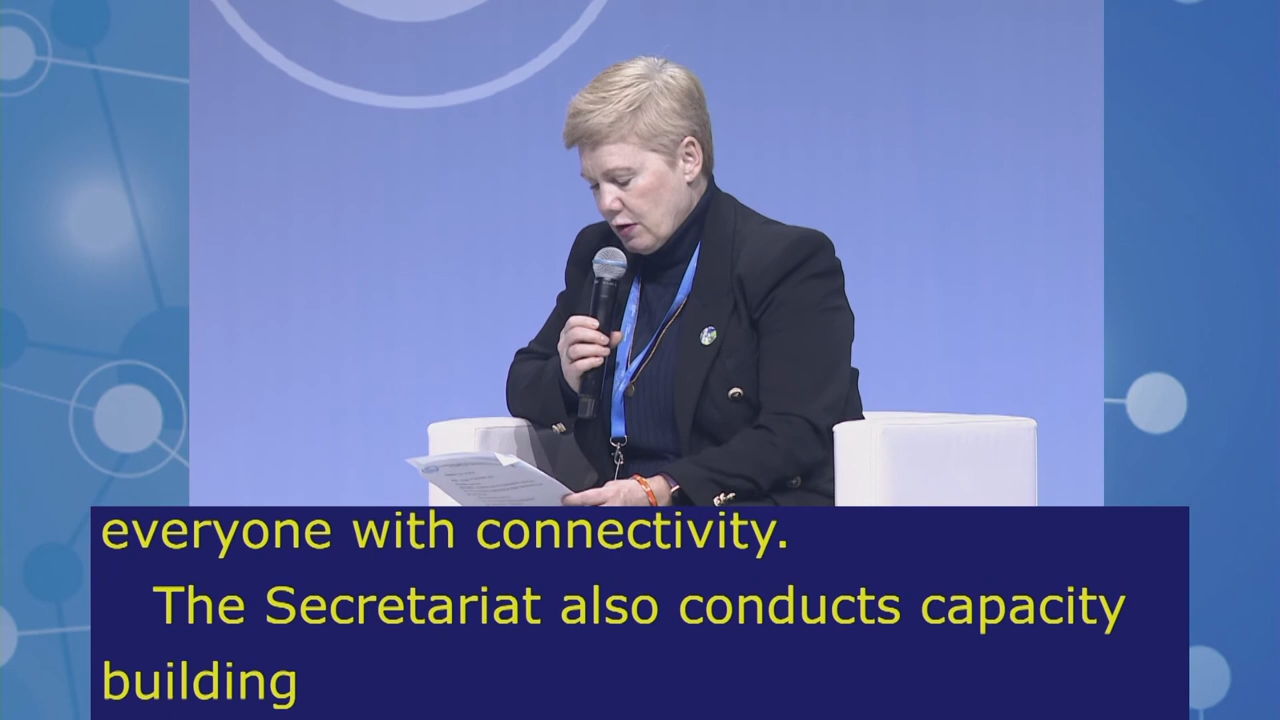 everyone with connectivity.
The Secretariat also conducts capacity
building